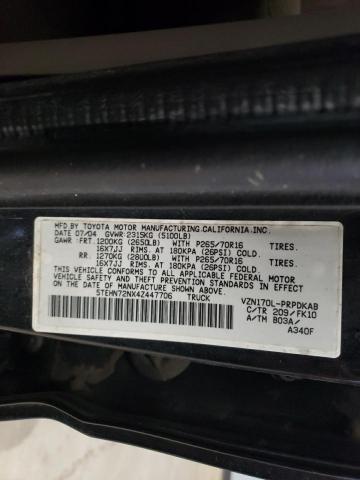 MFD BY TOYOTA MOTOR MANUFACTURING.CALIFORNIA.INC.
DATE 07/04 GVWR 2315KG (5100LB)
GAWR FRT. 1200KG (2650LB) WITH P265/70R16 TIRES.
16X7JJ RIMS. AT 180KPA (26PSI) COLD.
RR. 1270KG (2800LB) WITH P265/70R16 TIRES.
16X7JJ RIMS. AT 180KPA (26PSI) COLD.
THIS VEHICLE CONFORMS TO ALL APPLICABLE FEDERAL MOTOR
VEHICLE SAFETY AND THEFT PREVENTION STANDARDS IN
EFFECT ON THE DATE OF MANUFACTURE SHOWN ABOVE.
5TEHN72NX4Z447706 TRUCK
VZN170L-PRPDKAB
C/TR 209/FK10
A/TM B03A/
A340F